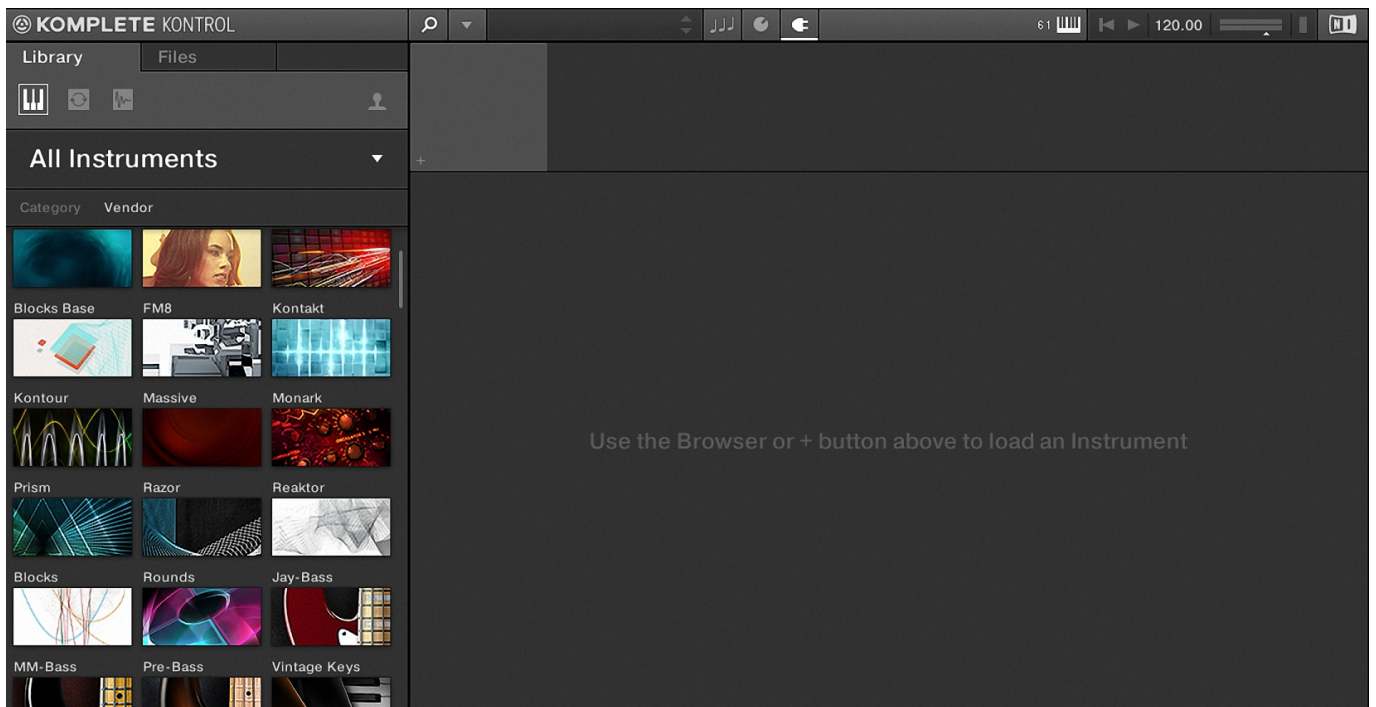 KOMPLETE KONTROL
61
120.00
Library
Files
All Instruments
Category Vendor
+
Blocks Base FM8 Kontakt
Kontour Massive Monark
Use the Browser or + button above to load an Instrument
Prism Razor Reaktor
Blocks Rounds Jay-Bass
MM-Bass Pre-Bass Vintage Keys